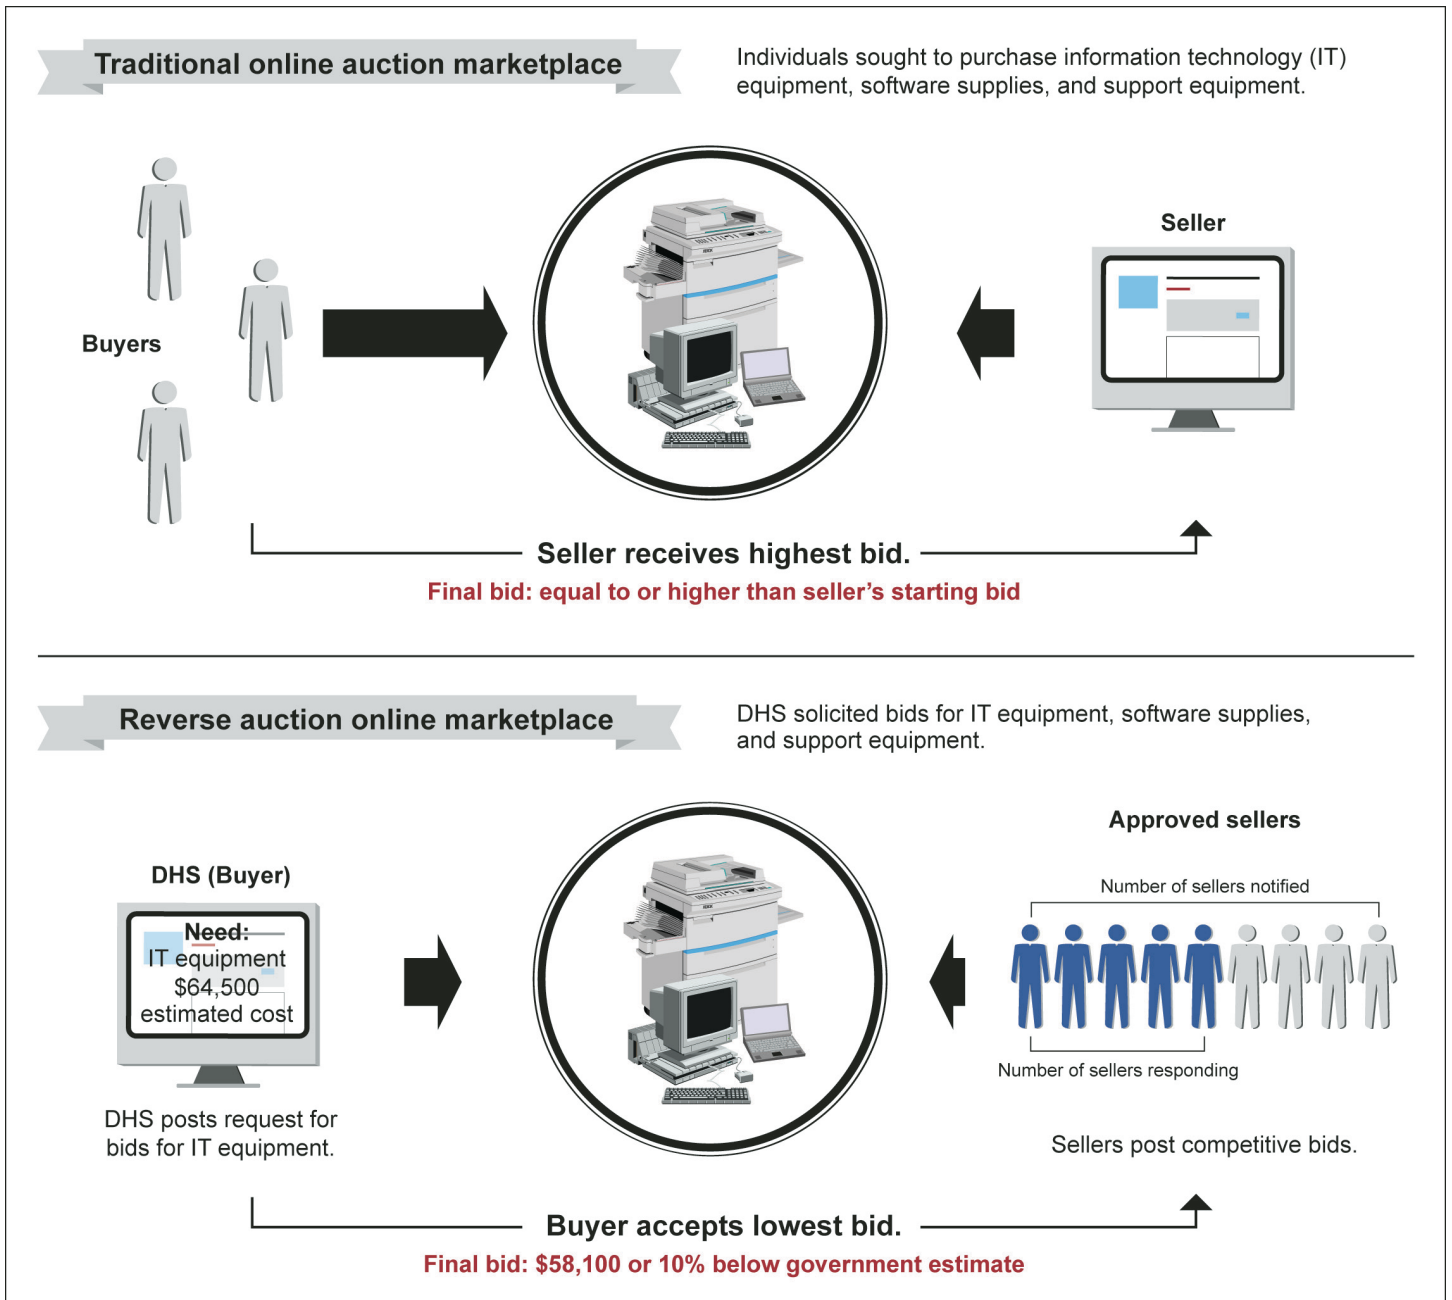 Traditional online auction marketplace
Individuals sought to purchase information technology (IT)
equipment, software supplies, and support equipment.
Buyers
Seller
Seller receives highest bid.
Final bid: equal to or higher than seller's starting bid
Reverse auction online marketplace
DHS solicited bids for IT equipment, software supplies,
and support equipment.
DHS (Buyer)
Need:
IT equipment
$64,500
estimated cost
DHS posts request for
bids for IT equipment.
Approved sellers
Number of sellers notified
Number of sellers responding
Sellers post competitive bids.
Buyer accepts lowest bid.
Final bid: $58,100 or 10% below government estimate